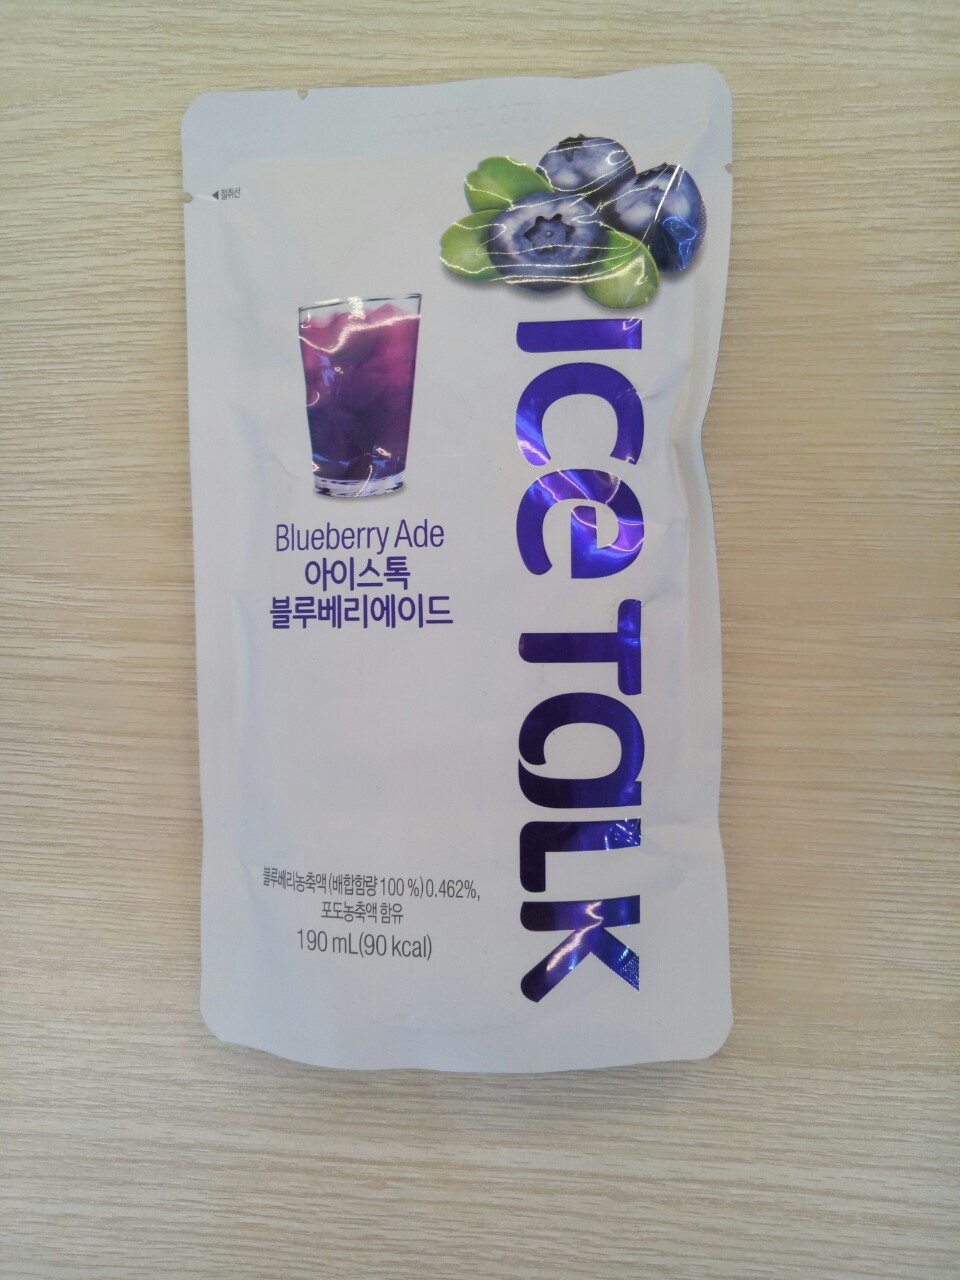 ◀ 절취선
ICE TALK
Blueberry Ade
아이스톡
블루베리에이드
블루베리농축액 (배합함량 100 %) 0.462%,
포도농축액 함유
190 mL(90 kcal)